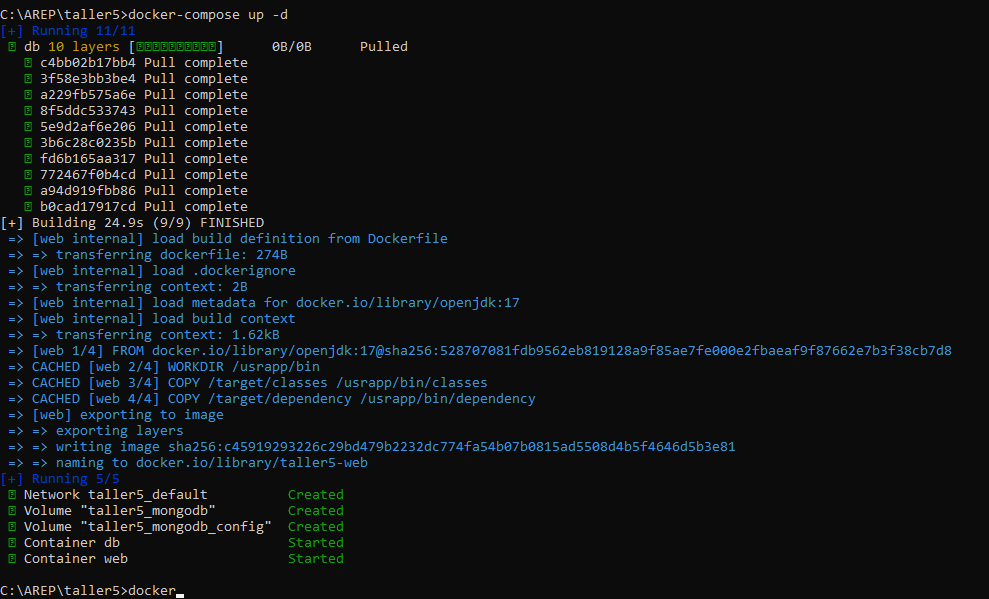 C:\AREP\taller5>docker-compose up -d
[+] Running 11/11
db 10 layers [] 0B/0B Pulled
c4bb02b17bb4 Pull complete
3f58e3bb3be4 Pull complete
a229fb575a6e Pull complete
8f5ddc533743 Pull complete
5e9d2af6e206 Pull complete
3b6c28c0235b Pull complete
fd6b165aa317 Pull complete
772467f0b4cd Pull complete
a94d919fbb86 Pull complete
b0cad17917cd Pull complete
[+] Building 24.9s (9/9) FINISHED
=> [web internal] load build definition from Dockerfile
=> => transferring dockerfile: 274B
=> [web internal] load .dockerignore
=> => transferring context: 2B
=> [web internal] load metadata for docker.io/library/openjdk:17
=> [web internal] load build context
=> => transferring context: 1.62kB
=> [web 1/4] FROM docker.io/library/openjdk:17@sha256:528707081fdb9562eb819128a9f85ae7fe000e2fbaeaf9f87662e7b3f38cb7d8
=> CACHED [web 2/4] WORKDIR /usrapp/bin
=> CACHED [web 3/4] COPY /target/classes /usrapp/bin/classes
=> CACHED [web 4/4] COPY /target/dependency /usrapp/bin/dependency
=> [web] exporting to image
=> => exporting layers
=> => writing image sha256:c45919293226c29bd479b2232dc774fa54b07b0815ad5508d4b5f4646d5b3e81
=> => naming to docker.io/library/taller5-web
[+] Running 5/5
Network taller5_default Created
Volume "taller5_mongodb" Created
Volume "taller5_mongodb_config" Created
Container db Started
Container web Started
C:\AREP\taller5>docker